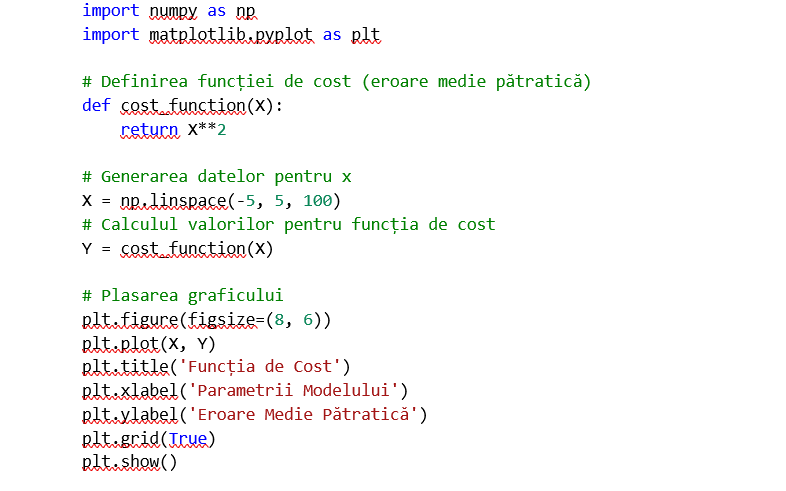 import numpy as np
import matplotlib.pyplot as plt
# Definirea funcției de cost (eroare medie pătratică)
def cost_function(X):
return X**2
# Generarea datelor pentru x
X = np.linspace(-5, 5, 100)
# Calculul valorilor pentru funcția de cost
Y = cost_function(X)
# Plasarea graficului
plt.figure(figsize=(8, 6))
plt.plot(X, Y)
plt.title('Funcția de Cost')
plt.xlabel('Parametrii Modelului')
plt.ylabel('Eroare Medie Pătratică')
plt.grid(True)
plt.show()